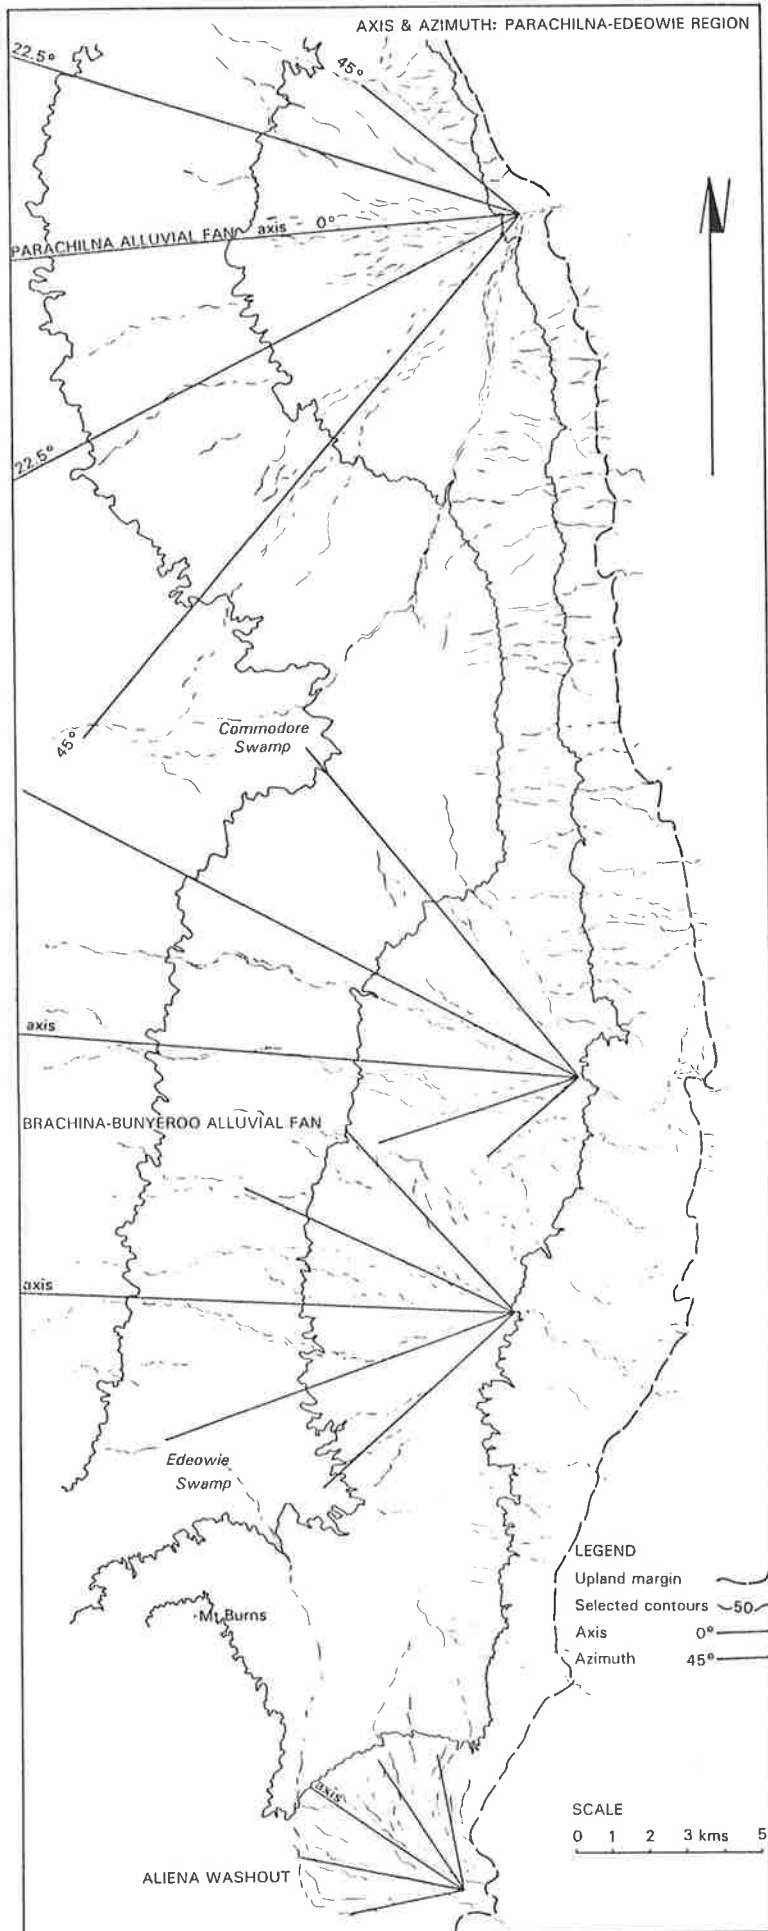 AXIS & AZIMUTH: PARACHILNA-EDEOWIE REGION
22.5°
45°
PARACHILNA ALLUVIAL FAN axis 0°
N
22.5°
45°
Commodore
Swamp
axis
BRACHINA-BUNYEROO ALLUVIAL FAN
axis
Edeowie
Swamp
LEGEND
Upland margin
Selected contours 50
Axis 0°
Azimuth 45°
Mt Burns
axis
SCALE
0 1 2 3 kms 5
ALIENA WASHOUT